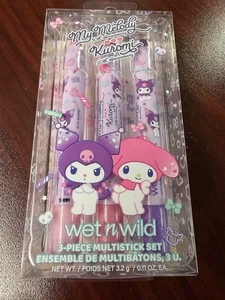 My Melody
Kuromi
wet n wild
3-PIECE MULTISTICK SET
ENSEMBLE DE MULTIBÂTONS, 3 U.
NET WT. / POIDS NET 3.2 g / 0.11 OZ. EA.